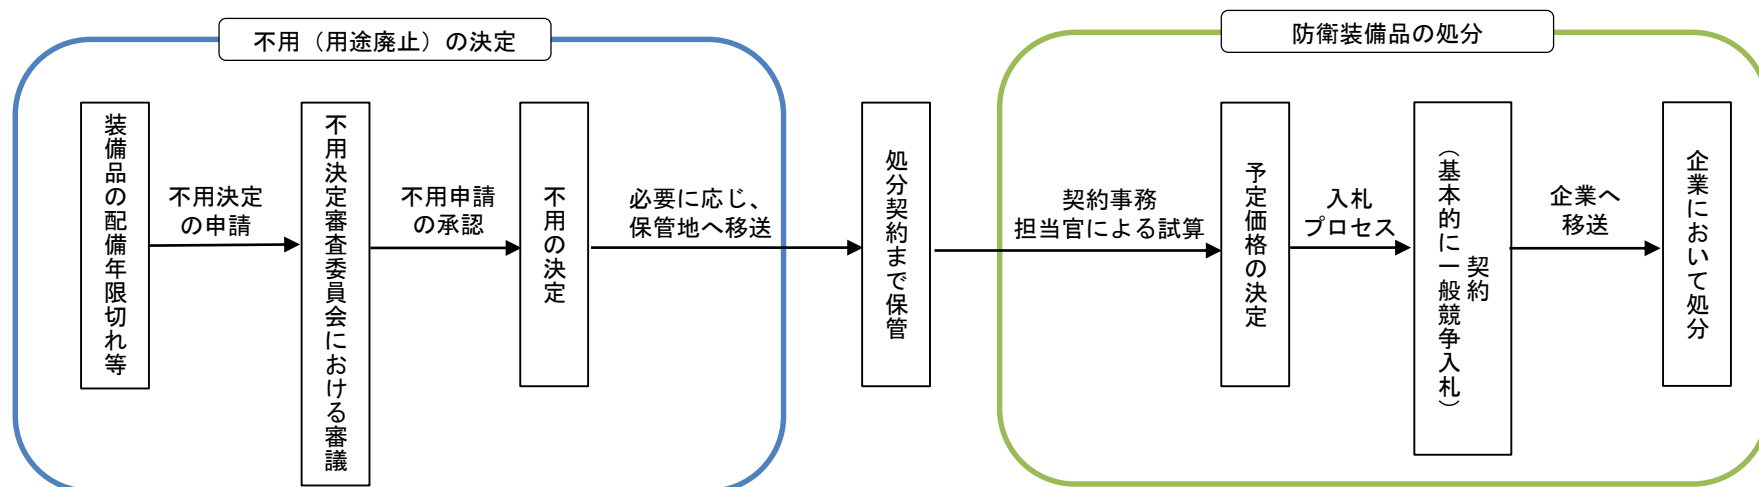 不用（用途廃止）の決定
装備品の配備年限切れ等
不用決定
の申請
不用決定審査委員会における審議
不用申請
の承認
不用の決定
必要に応じ、
保管地へ移送
処分契約まで保管
防衛装備品の処分
契約事務
担当官による試算
予定価格の決定
入札
プロセス
契約
（基本的に一般競争入札）
企業へ
移送
企業において処分